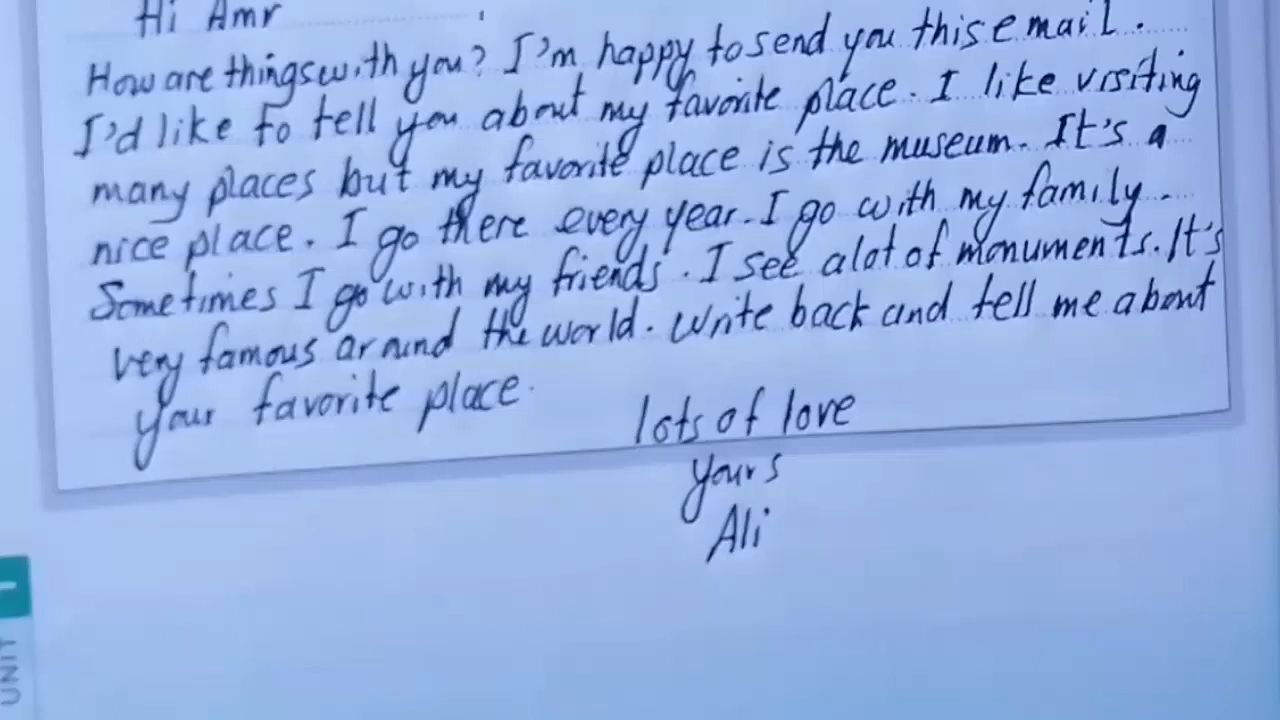 Hi Amr
How are things with you? I'm happy to send you this email.
I'd like to tell you about my favorite place. I like visiting
many places but my favorite place is the museum. It's a
nice place. I go there every year. I go with my family.
Sometimes I go with my friends. I see alot of monuments. It's
very famous around the world. Write back and tell me about
your favorite place.
lots of love
yours
Ali
UNIT 1